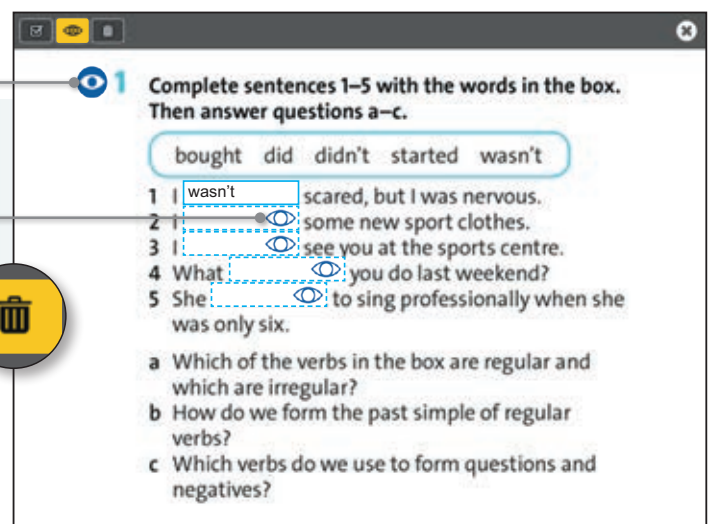 1 Complete sentences 1–5 with the words in the box.
Then answer questions a–c.
bought did didn't started wasn't
1 I wasn't scared, but I was nervous.
2 I some new sport clothes.
3 I see you at the sports centre.
4 What you do last weekend?
5 She to sing professionally when she
was only six.
a Which of the verbs in the box are regular and
which are irregular?
b How do we form the past simple of regular
verbs?
c Which verbs do we use to form questions and
negatives?